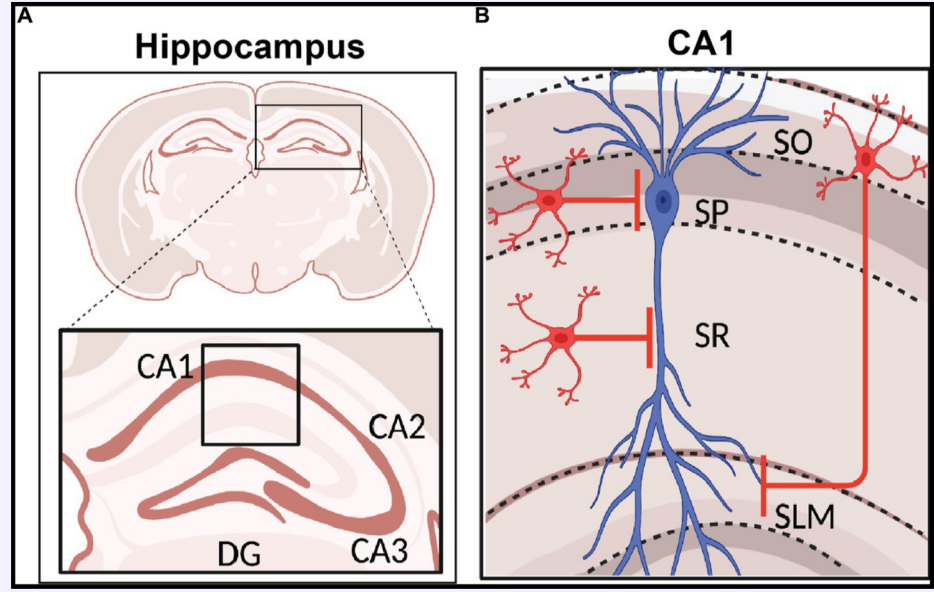 A
Hippocampus
CA1
CA2
CA3
DG
B
CA1
SO
SP
SR
SLM